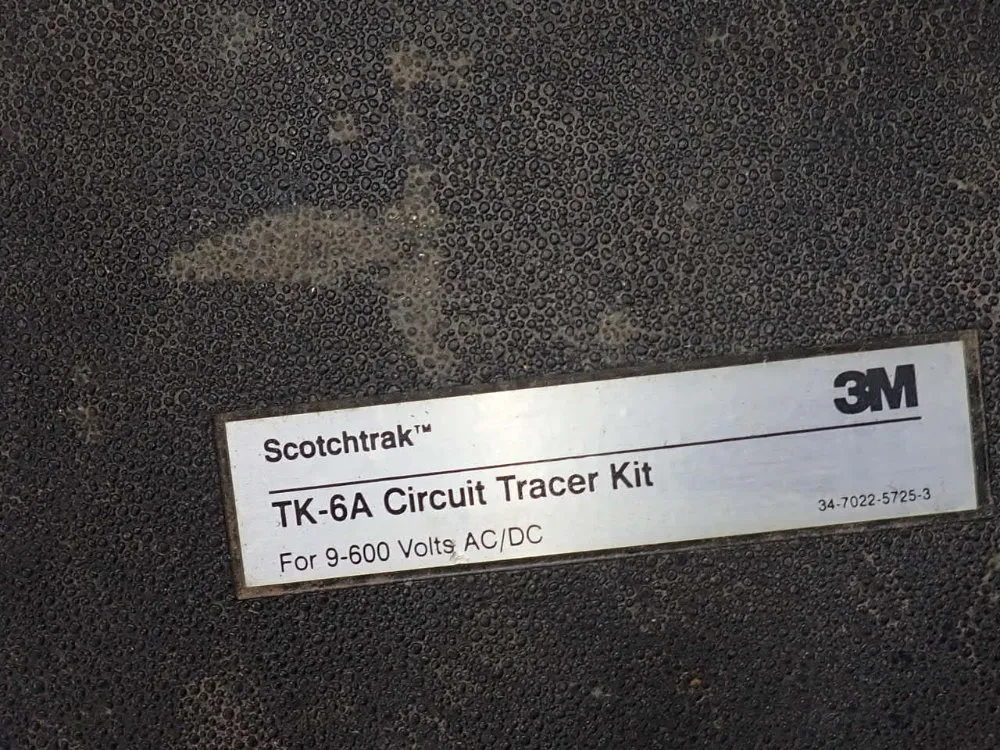 3M
Scotchtrak™
TK-6A Circuit Tracer Kit
For 9-600 Volts AC/DC
34-7022-5725-3